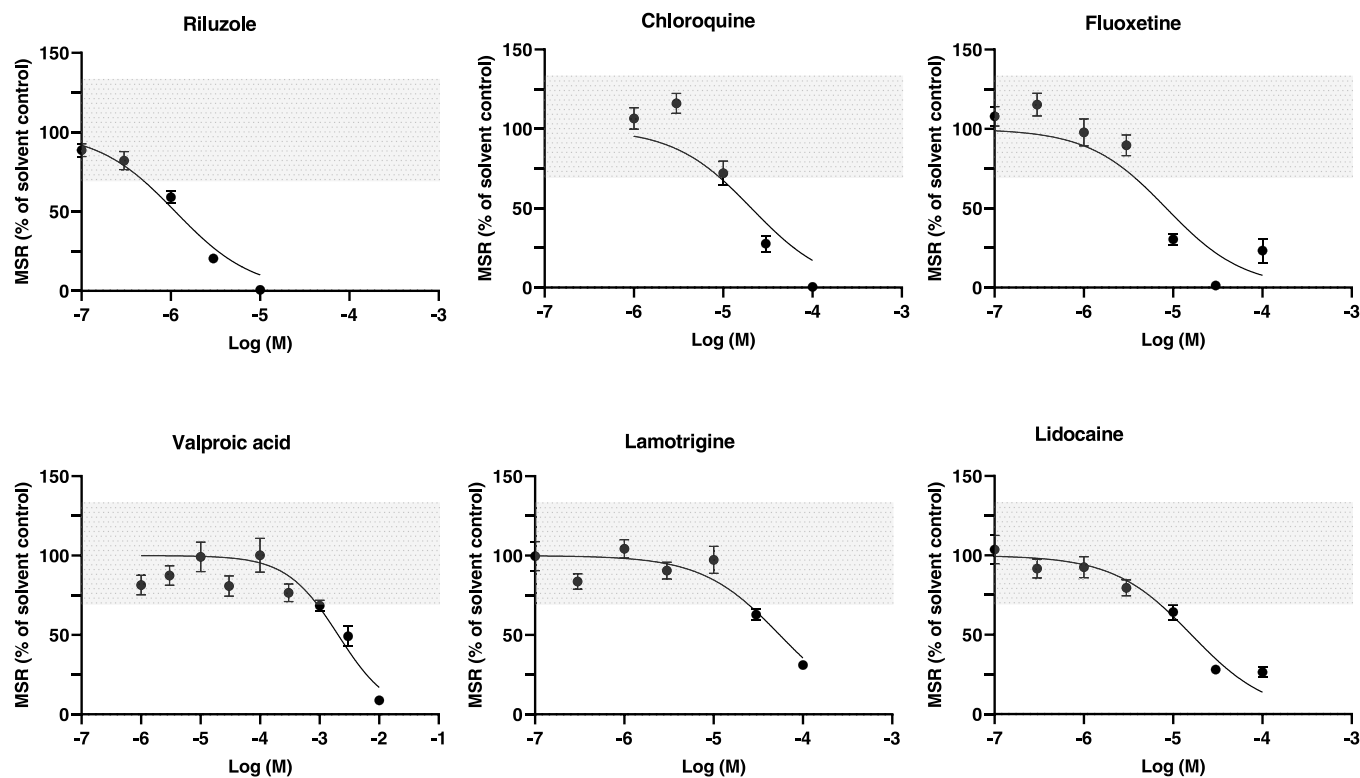 Riluzole
MSR (% of solvent control)
150
100
50
0
-7 -6 -5 -4 -3
Log (M)
Chloroquine
MSR (% of solvent control)
150
100
50
0
-7 -6 -5 -4 -3
Log (M)
Fluoxetine
MSR (% of solvent control)
150
100
50
0
-7 -6 -5 -4 -3
Log (M)
Valproic acid
MSR (% of solvent control)
150
100
50
0
-7 -6 -5 -4 -3 -2 -1
Log (M)
Lamotrigine
MSR (% of solvent control)
150
100
50
0
-7 -6 -5 -4 -3
Log (M)
Lidocaine
MSR (% of solvent control)
150
100
50
0
-7 -6 -5 -4 -3
Log (M)